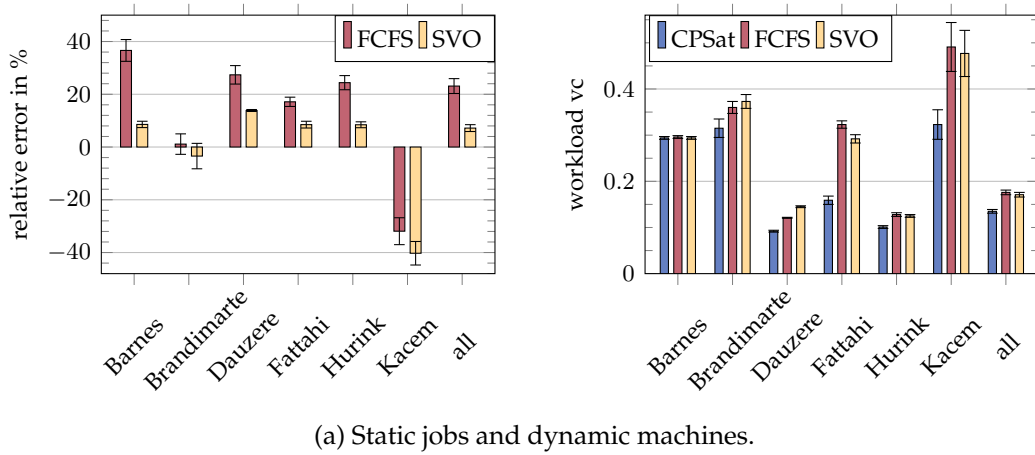 FCFS SVO
relative error in %
40
20
0
−20
−40
Barnes
Brandimarte
Dauzere
Fattahi
Hurink
Kacem
all
CPSat FCFS SVO
workload vc
0.4
0.2
0
Barnes
Brandimarte
Dauzere
Fattahi
Hurink
Kacem
all
(a) Static jobs and dynamic machines.